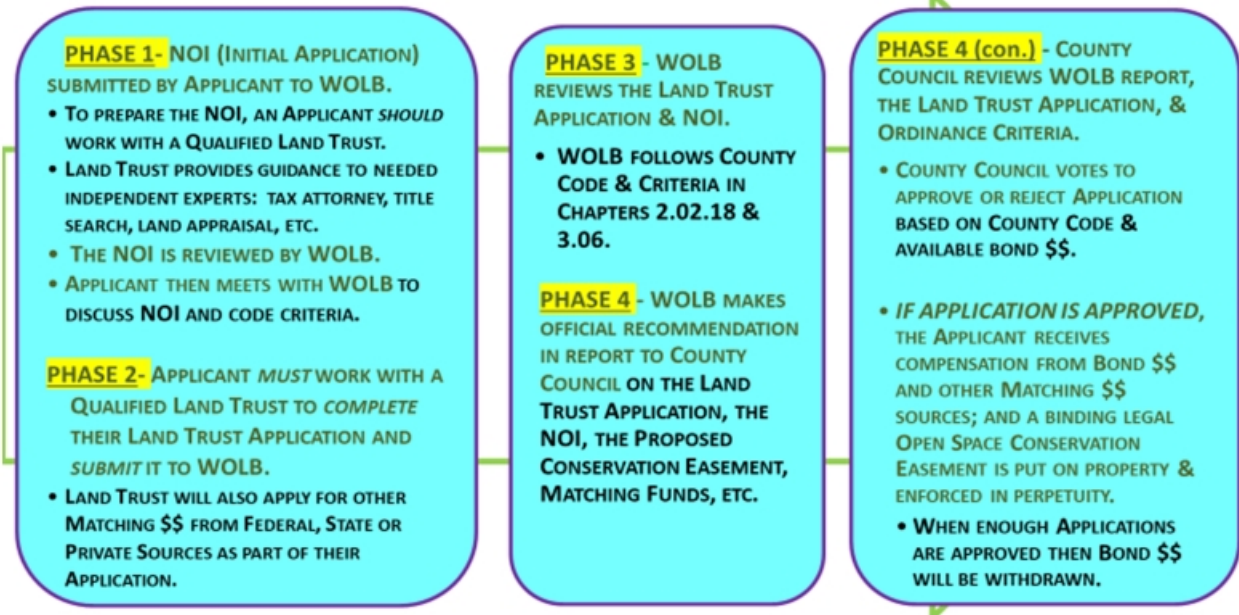 PHASE 1- NOI (INITIAL APPLICATION)
SUBMITTED BY APPLICANT TO WOLB.
• TO PREPARE THE NOI, AN APPLICANT SHOULD
WORK WITH A QUALIFIED LAND TRUST.
• LAND TRUST PROVIDES GUIDANCE TO NEEDED
INDEPENDENT EXPERTS: TAX ATTORNEY, TITLE
SEARCH, LAND APPRAISAL, ETC.
• THE NOI IS REVIEWED BY WOLB.
• APPLICANT THEN MEETS WITH WOLB TO
DISCUSS NOI AND CODE CRITERIA.
PHASE 2- APPLICANT MUST WORK WITH A
QUALIFIED LAND TRUST TO COMPLETE
THEIR LAND TRUST APPLICATION AND
SUBMIT IT TO WOLB.
• LAND TRUST WILL ALSO APPLY FOR OTHER
MATCHING $$ FROM FEDERAL, STATE OR
PRIVATE SOURCES AS PART OF THEIR
APPLICATION.
PHASE 3 - WOLB
REVIEWS THE LAND TRUST
APPLICATION & NOI.
• WOLB FOLLOWS COUNTY
CODE & CRITERIA IN
CHAPTERS 2.02.18 &
3.06.
PHASE 4 - WOLB MAKES
OFFICIAL RECOMMENDATION
IN REPORT TO COUNTY
COUNCIL ON THE LAND
TRUST APPLICATION, THE
NOI, THE PROPOSED
CONSERVATION EASEMENT,
MATCHING FUNDS, ETC.
PHASE 4 (con.) - COUNTY
COUNCIL REVIEWS WOLB REPORT,
THE LAND TRUST APPLICATION, &
ORDINANCE CRITERIA.
• COUNTY COUNCIL VOTES TO
APPROVE OR REJECT APPLICATION
BASED ON COUNTY CODE &
AVAILABLE BOND $$.
• IF APPLICATION IS APPROVED,
THE APPLICANT RECEIVES
COMPENSATION FROM BOND $$
AND OTHER MATCHING $$
SOURCES; AND A BINDING LEGAL
OPEN SPACE CONSERVATION
EASEMENT IS PUT ON PROPERTY &
ENFORCED IN PERPETUITY.
• WHEN ENOUGH APPLICATIONS
ARE APPROVED THEN BOND $$
WILL BE WITHDRAWN.